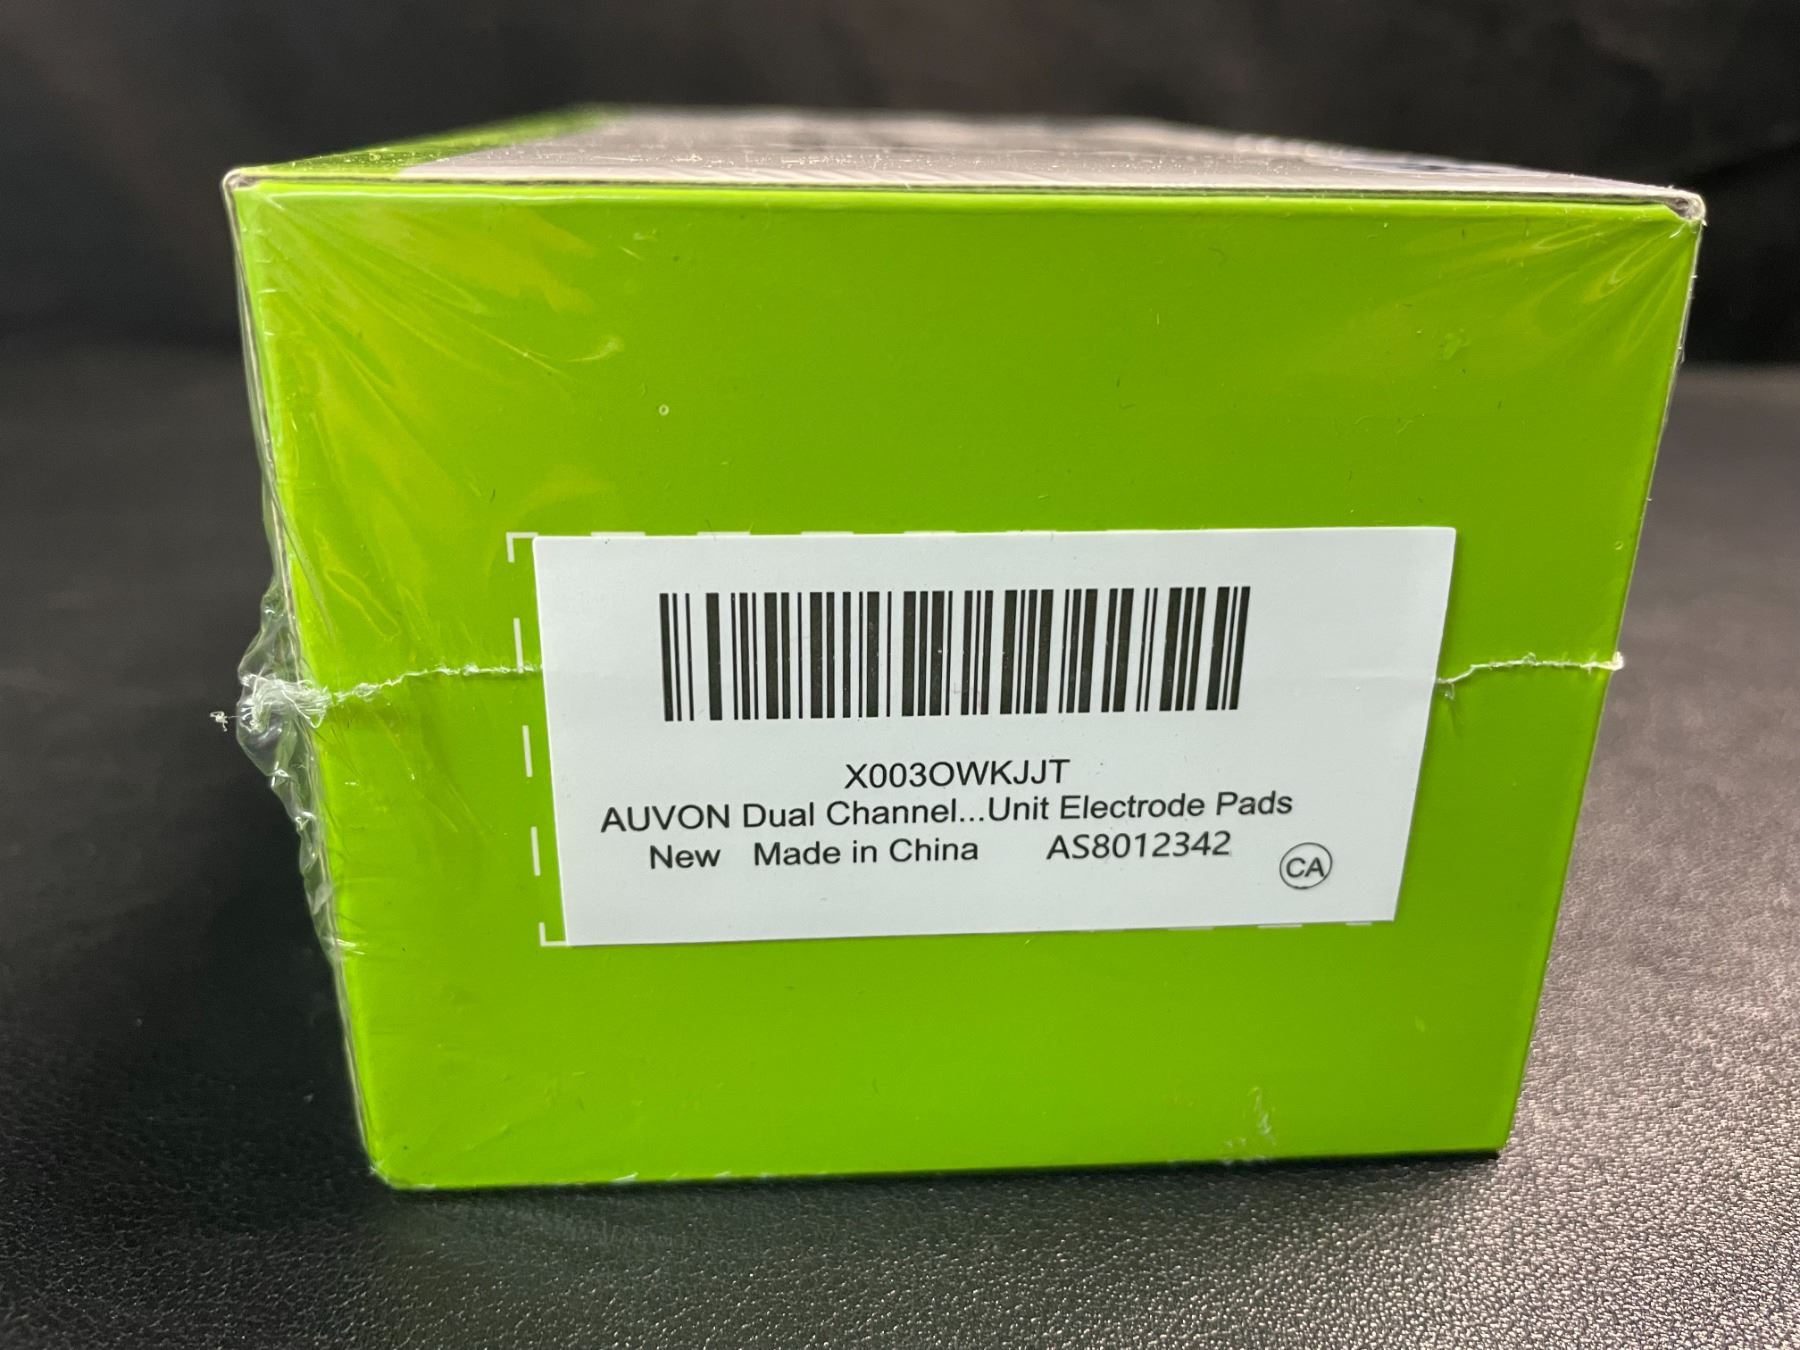 X003OWKJJT
AUVON Dual Channel...Unit Electrode Pads
New Made in China AS8012342
CA